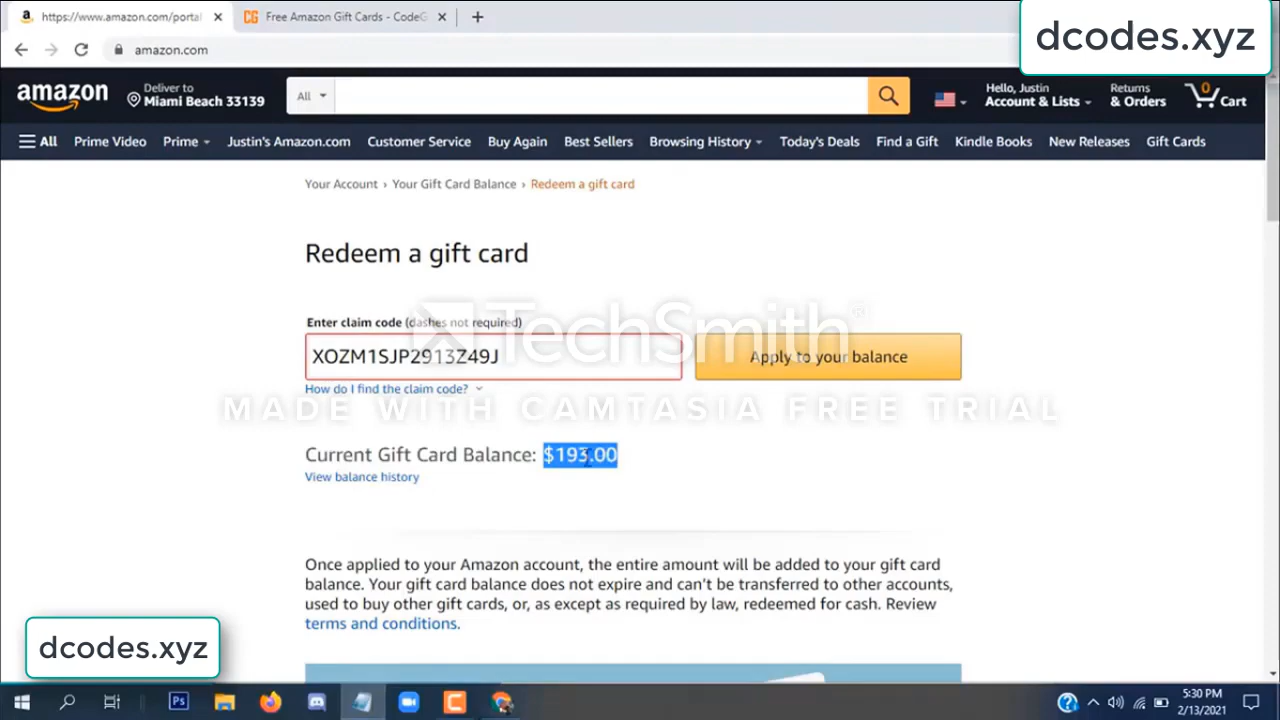 https://www.amazon.com/portal
Free Amazon Gift Cards - CodeG
dcodes.xyz
amazon.com
amazon
Deliver to
Miami Beach 33139
All
Hello, Justin
Account & Lists
Returns
& Orders
0
Cart
All
Prime Video
Prime
Justin's Amazon.com
Customer Service
Buy Again
Best Sellers
Browsing History
Today's Deals
Find a Gift
Kindle Books
New Releases
Gift Cards
Your Account › Your Gift Card Balance › Redeem a gift card
Redeem a gift card
Enter claim code (dashes not required)
XOZM1SJP2913Z49J
Apply to your balance
How do I find the claim code?
TechSmith®
MADE WITH CAMTASIA FREE TRIAL
Current Gift Card Balance: $193.00
View balance history
Once applied to your Amazon account, the entire amount will be added to your gift card
balance. Your gift card balance does not expire and can't be transferred to other accounts,
used to buy other gift cards, or, as except as required by law, redeemed for cash. Review
terms and conditions.
dcodes.xyz
Ps
5:30 PM
2/13/2021